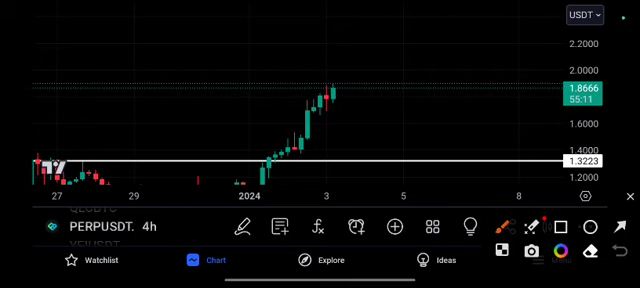 USDT
2.2000
2.0000
1.8666
55:11
1.6000
1.4000
1.3223
1.2000
27 29 2024 3 5 8
PERPUSDT. 4h
Watchlist Chart Explore Ideas